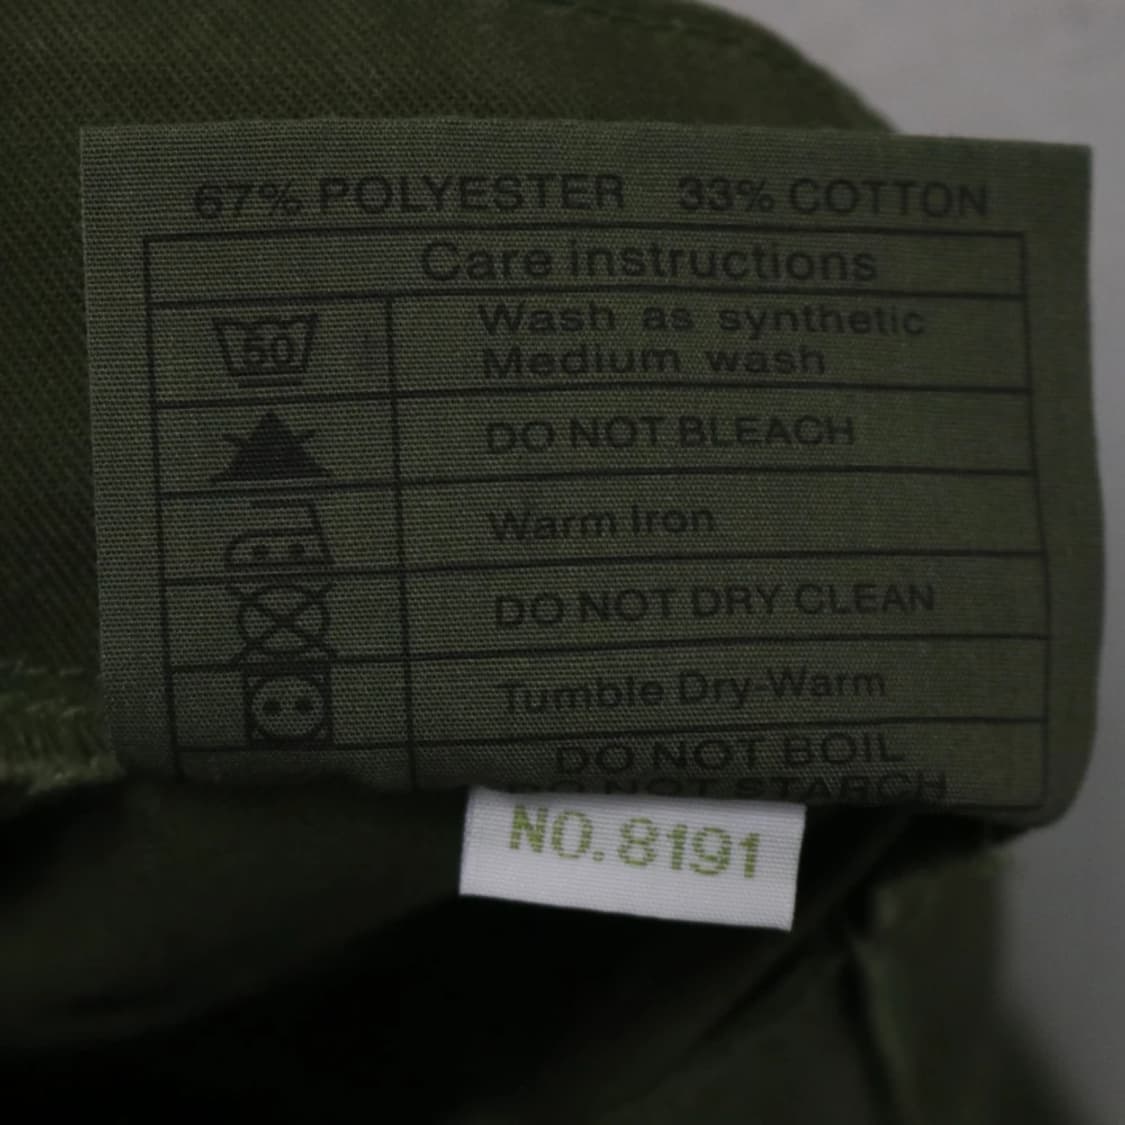 67% POLYESTER 33% COTTON
Care instructions
50
Wash as synthetic
Medium wash
DO NOT BLEACH
Warm Iron
DO NOT DRY CLEAN
Tumble Dry-Warm
DO NOT BOIL
DO NOT STARCH
NO. 8191